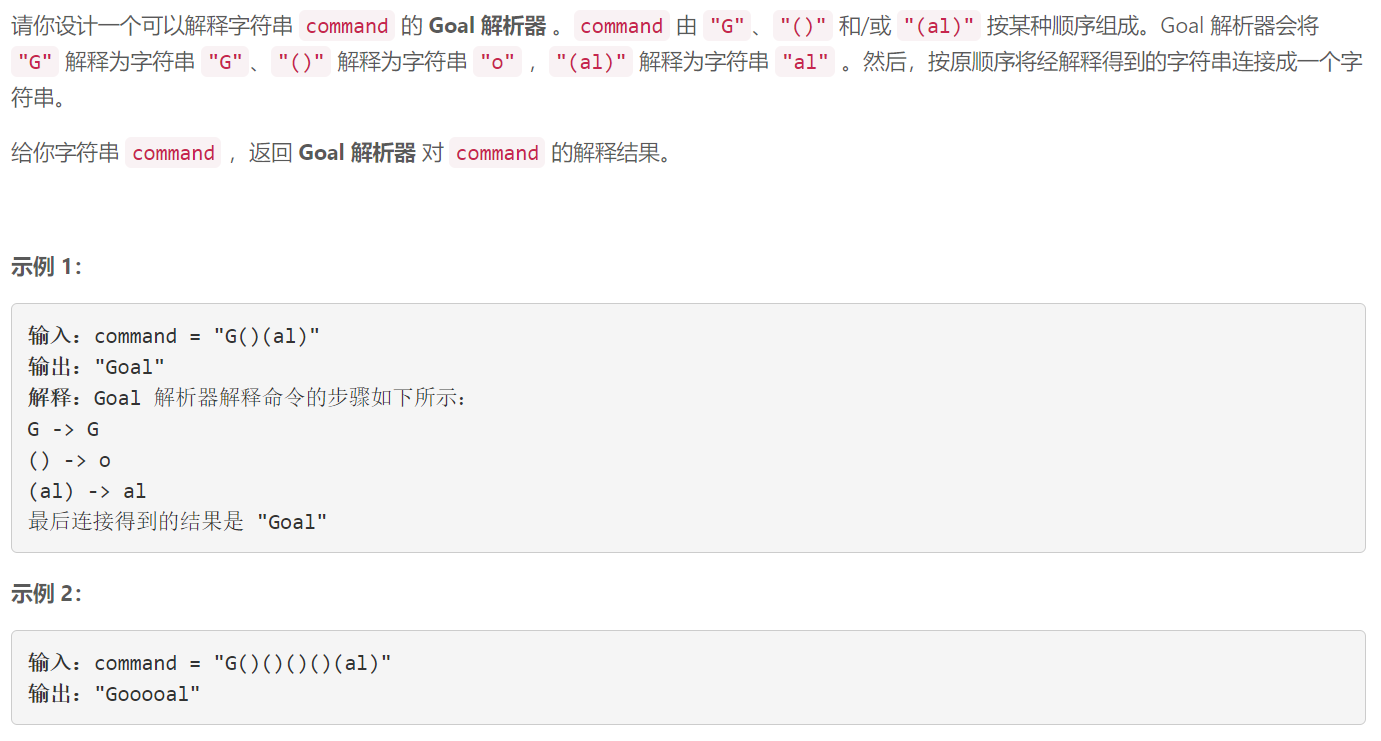 请你设计一个可以解释字符串 command 的 Goal 解析器 。command 由 "G"、"()" 和/或 "(al)" 按某种顺序组成。Goal 解析器会将
"G" 解释为字符串 "G"、"()" 解释为字符串 "o" ，"(al)" 解释为字符串 "al" 。然后，按原顺序将经解释得到的字符串连接成一个字
符串。
给你字符串 command ，返回 Goal 解析器 对 command 的解释结果。
示例 1：
输入：command = "G()(al)"
输出："Goal"
解释：Goal 解析器解释命令的步骤如下所示：
G -> G
() -> o
(al) -> al
最后连接得到的结果是 "Goal"
示例 2：
输入：command = "G()()()()(al)"
输出："Gooooal"